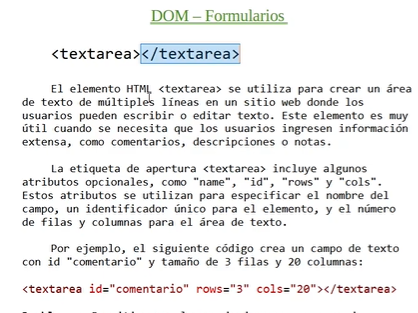 DOM – Formularios
<textarea></textarea>
El elemento HTML <textarea> se utiliza para crear un área
de texto de múltiples líneas en un sitio web donde los
usuarios pueden escribir o editar texto. Este elemento es muy
útil cuando se necesita que los usuarios ingresen información
extensa, como comentarios, descripciones o notas.
La etiqueta de apertura <textarea> incluye algunos
atributos opcionales, como "name", "id", "rows" y "cols".
Estos atributos se utilizan para especificar el nombre del
campo, un identificador único para el elemento, y el número
de filas y columnas para el área de texto.
Por ejemplo, el siguiente código crea un campo de texto
con id "comentario" y tamaño de 3 filas y 20 columnas:
<textarea id="comentario" rows="3" cols="20"></textarea>